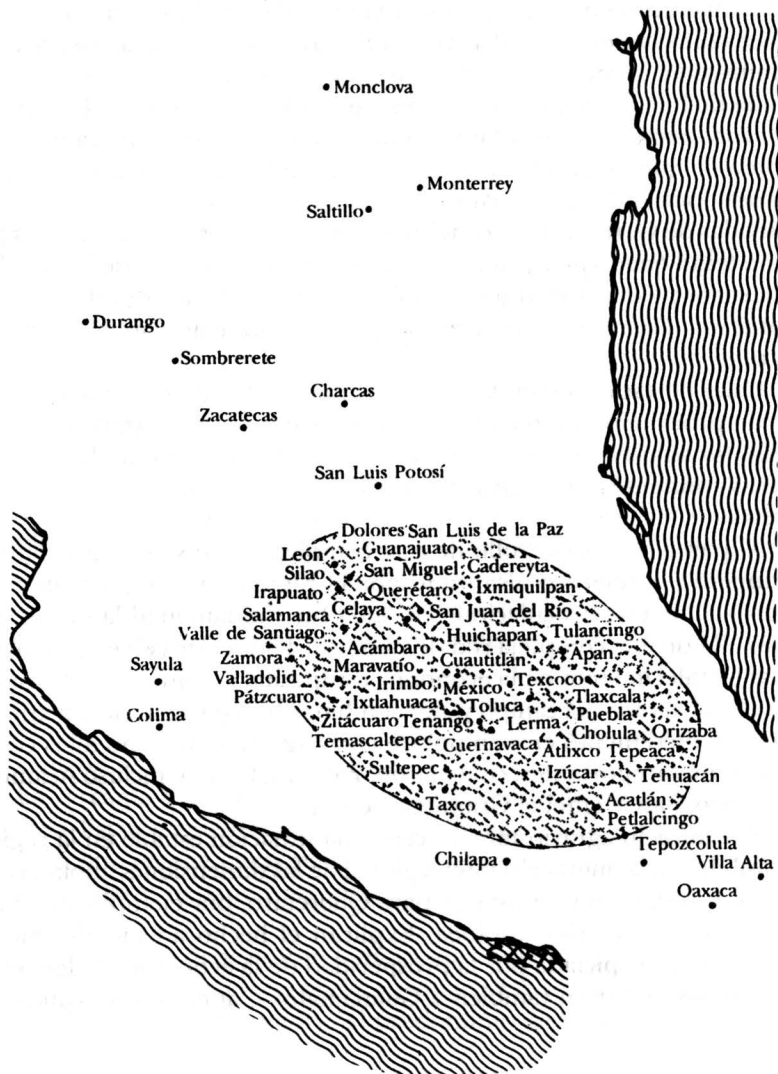 Monclova
Monterrey
Saltillo
Durango
Sombrerete
Charcas
Zacatecas
San Luis Potosí
Dolores San Luis de la Paz
León Guanajuato
Silao San Miguel Cadereyta
Irapuato Querétaro Ixmiquilpan
Salamanca Celaya San Juan del Río
Valle de Santiago Huichapan Tulancingo
Acámbaro Apan
Sayula Zamora Maravatío Cuautitlán
Valladolid Irimbo México Texcoco Tlaxcala
Pátzcuaro Ixtlahuaca Toluca Puebla
Colima Zitácuaro Tenango Lerma Cholula Orizaba
Temascaltepec Cuernavaca Atlixco Tepeaca
Sultepec Izúcar Tehuacán
Taxco Acatlán
Petlalcingo
Tepozcolula
Chilapa Villa Alta
Oaxaca